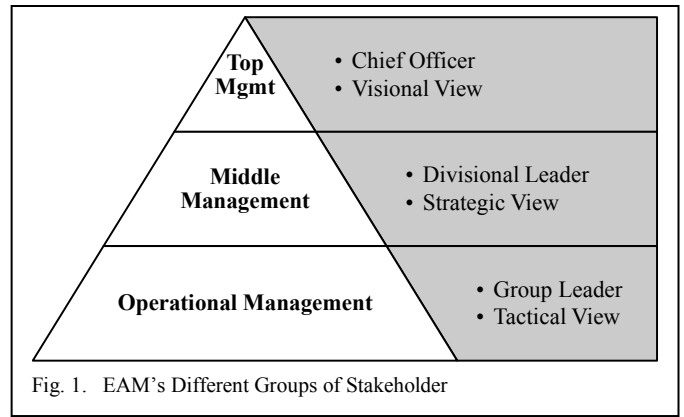 Top
Mgmt
• Chief Officer
• Visional View
Middle
Management
• Divisional Leader
• Strategic View
Operational Management
• Group Leader
• Tactical View
Fig. 1. EAM's Different Groups of Stakeholder